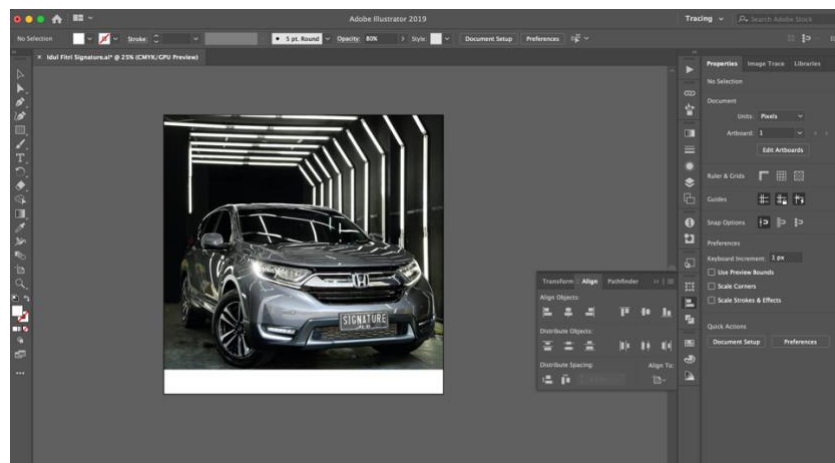 Adobe Illustrator 2019
Tracing
Search Adobe Stock
No Selection
Stroke:
5 pt. Round
Opacity: 80%
Style:
Document Setup
Preferences
× Idul Fitri Signature.ai* @ 25% (CMYK/GPU Preview)
Properties Image Trace Libraries
No Selection
Document
Units: Pixels
Artboard: 1
Edit Artboards
Ruler & Grids
Guides
Snap Options
Preferences
Keyboard Increment: 1 px
Use Preview Bounds
Scale Corners
Scale Strokes & Effects
Quick Actions
Document Setup Preferences
Transform Align Pathfinder
Align Objects:
Distribute Objects:
Distribute Spacing: Align To:
SIGNATURE